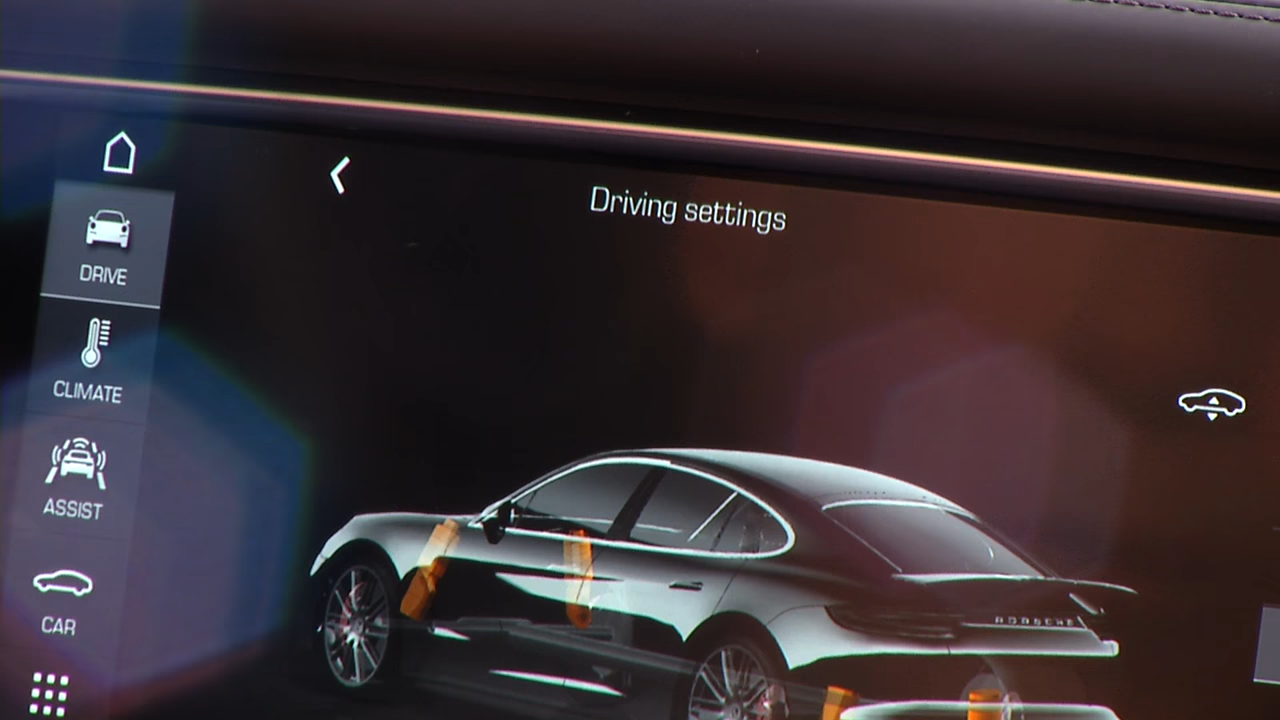 Driving settings
DRIVE
CLIMATE
ASSIST
CAR
PORSCHE